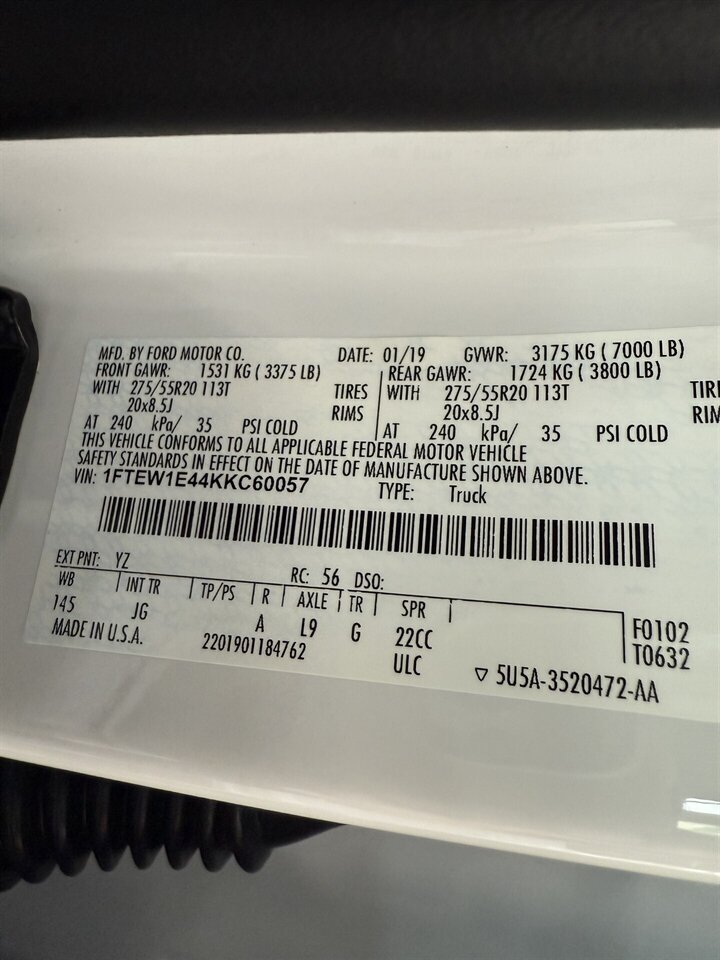 MFD. BY FORD MOTOR CO. DATE: 01/19 GVWR: 3175 KG ( 7000 LB)
FRONT GAWR: 1531 KG ( 3375 LB) REAR GAWR: 1724 KG ( 3800 LB)
WITH 275/55R20 113T TIRES WITH 275/55R20 113T
20x8.5J RIMS 20x8.5J
AT 240 kPa/ 35 PSI COLD AT 240 kPa/ 35 PSI COLD
THIS VEHICLE CONFORMS TO ALL APPLICABLE FEDERAL MOTOR VEHICLE
SAFETY STANDARDS IN EFFECT ON THE DATE OF MANUFACTURE SHOWN ABOVE.
VIN: 1FTEW1E44KKC60057 TYPE: Truck
EXT PNT: YZ RC: 56 DSO:
WB INT TR TP/PS R AXLE TR SPR
145 JG A L9 G 22CC F0102
MADE IN U.S.A. 2201901184762 ULC T0632
5U5A-3520472-AA